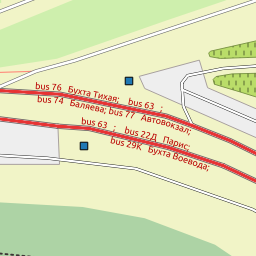 bus 76 Бухта Тихая; bus 63 ;
bus 74 Баляева; bus 77 Автовокзал;
bus 63 ; bus 22Д Парис;
bus 29К Бухта Воевода;